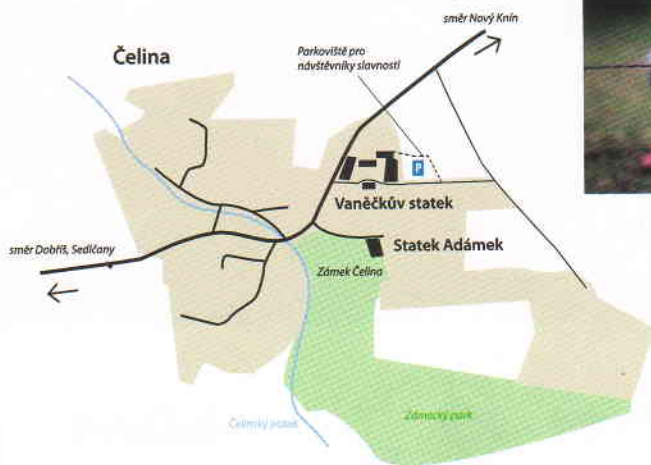 směr Nový Knín
Čelina
Parkoviště pro
návštěvníky slavností
P
Vaněčkův statek
Statek Adámek
směr Dobříš, Sedlčany
Zámek Čelina
Čelinský potok
Zámecký park